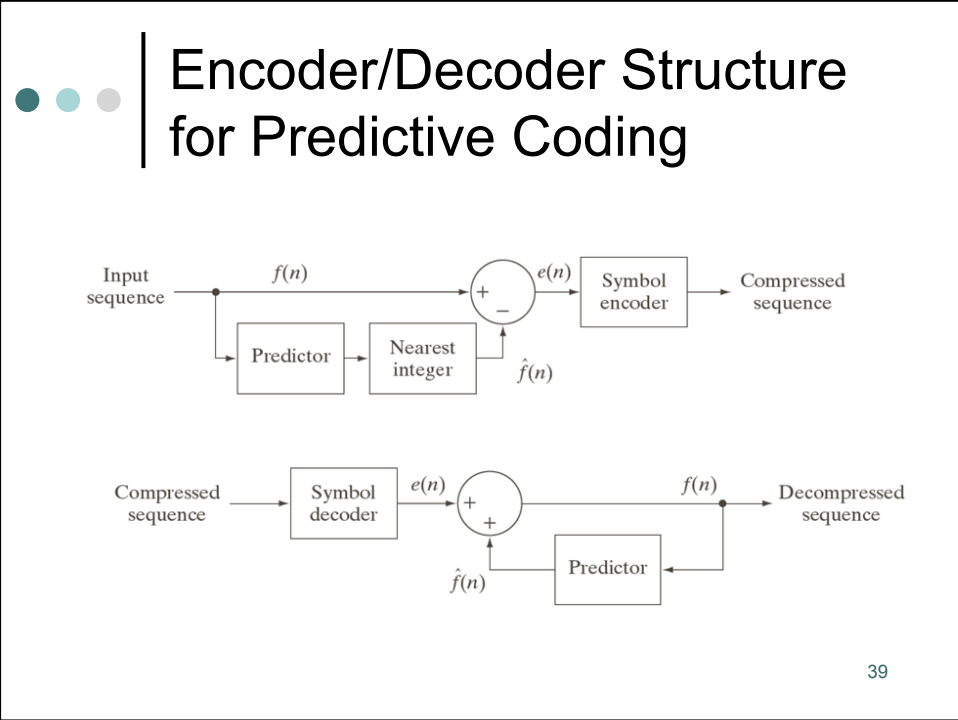 Encoder/Decoder Structure
for Predictive Coding
Input
sequence
f(n)
+
−
e(n)
Symbol
encoder
Compressed
sequence
Predictor
Nearest
integer
f̂(n)
Compressed
sequence
Symbol
decoder
e(n)
+
+
f(n)
Decompressed
sequence
f̂(n)
Predictor
39